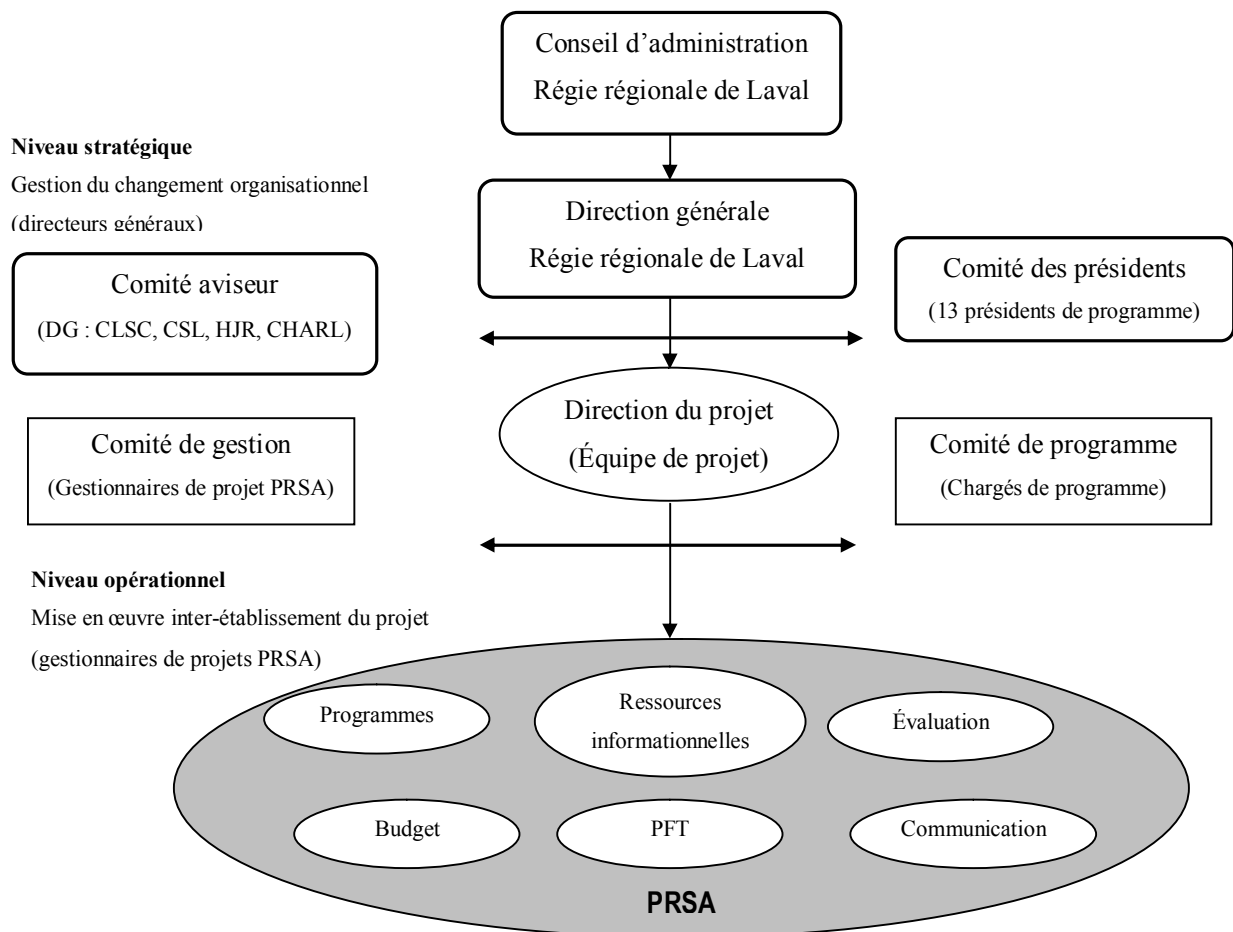 Conseil d’administration
Régie régionale de Laval
Niveau stratégique
Gestion du changement organisationnel
(directeurs généraux)
Direction générale
Régie régionale de Laval
Comité aviseur
(DG : CLSC, CSL, HJR, CHARL)
Comité des présidents
(13 présidents de programme)
Direction du projet
(Équipe de projet)
Comité de gestion
(Gestionnaires de projet PRSA)
Comité de programme
(Chargés de programme)
Niveau opérationnel
Mise en œuvre inter-établissement du projet
(gestionnaires de projets PRSA)
Programmes
Ressources
informationnelles
Évaluation
Budget
PFT
Communication
PRSA